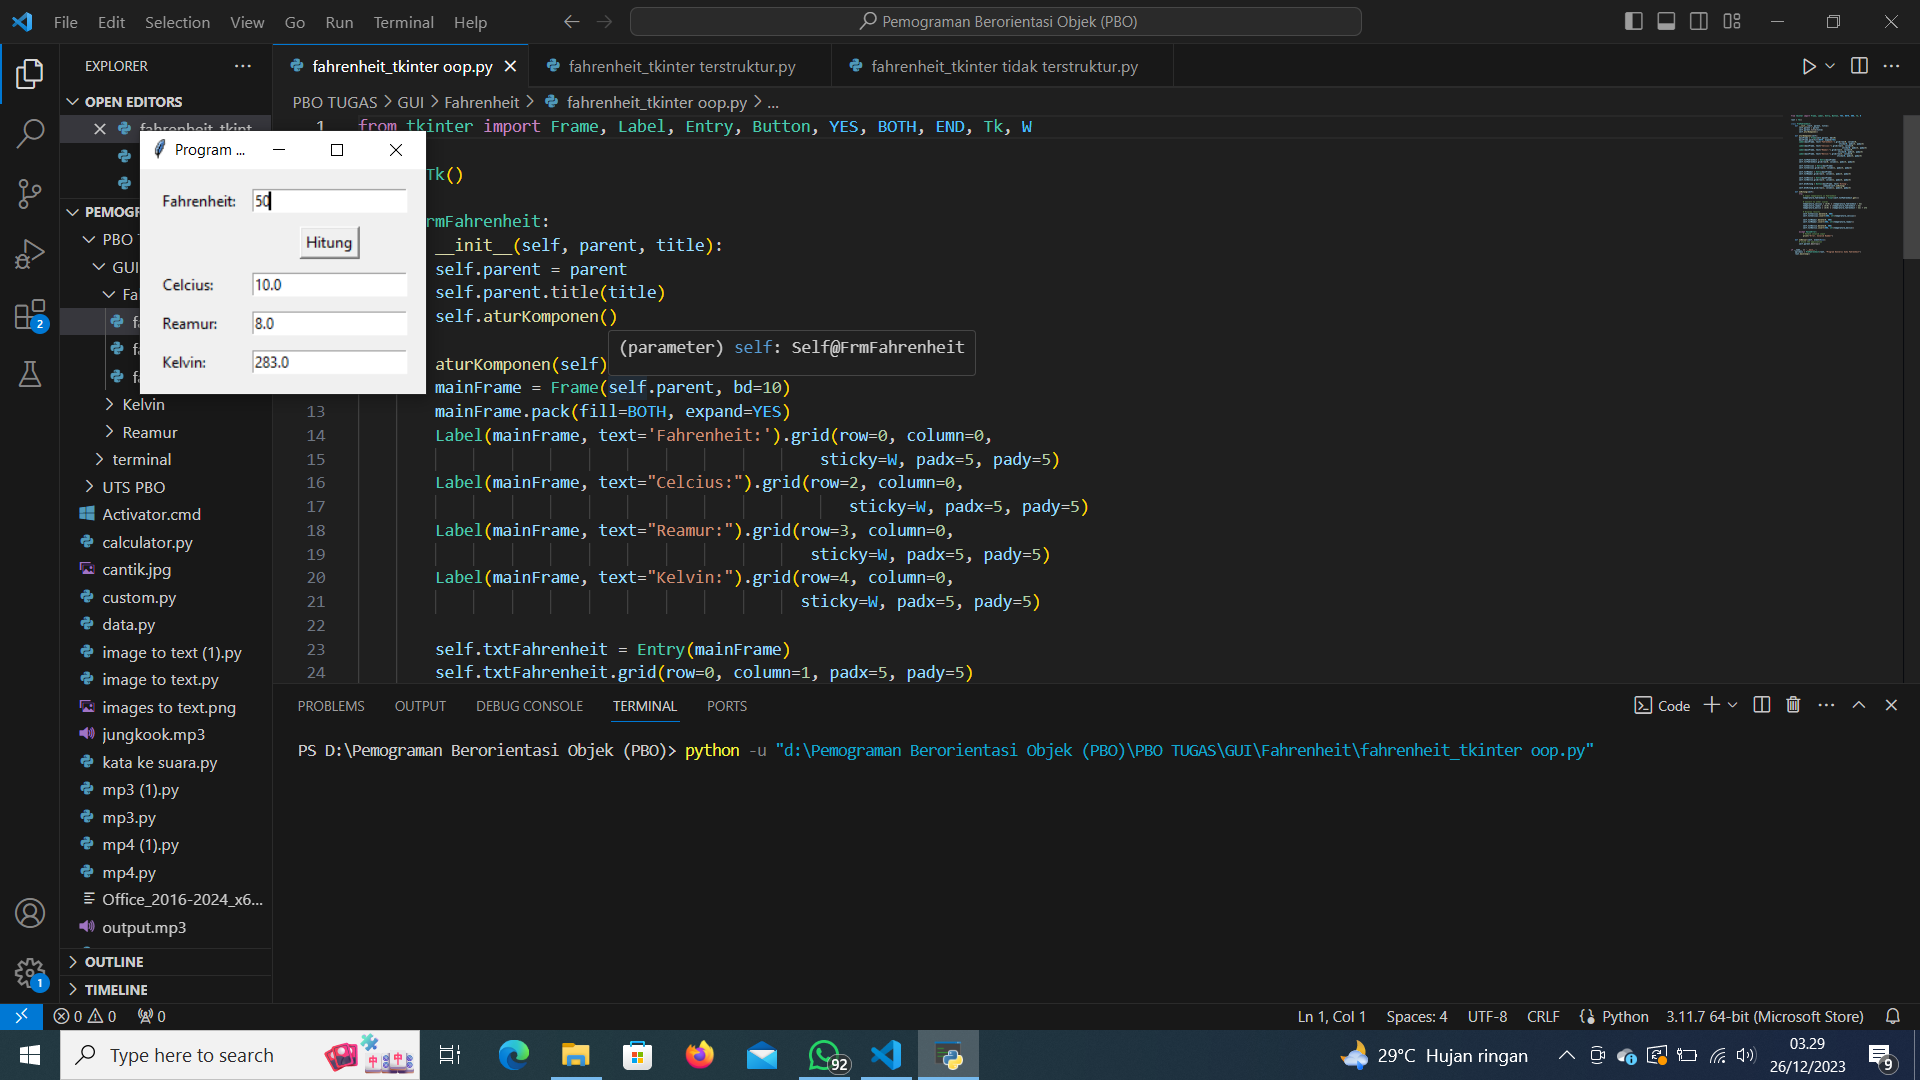 File Edit Selection View Go Run Terminal Help
Pemograman Berorientasi Objek (PBO)
EXPLORER
fahrenheit_tkinter oop.py
fahrenheit_tkinter terstruktur.py
fahrenheit_tkinter tidak terstruktur.py
PBO TUGAS > GUI > Fahrenheit > fahrenheit_tkinter oop.py > ...
OPEN EDITORS
fahrenheit_tkint
PEMOGR
PBO
GUI
Kelvin
Reamur
terminal
UTS PBO
Activator.cmd
calculator.py
cantik.jpg
custom.py
data.py
image to text (1).py
image to text.py
images to text.png
jungkook.mp3
kata ke suara.py
mp3 (1).py
mp3.py
mp4 (1).py
mp4.py
Office_2016-2024_x6...
output.mp3
OUTLINE
TIMELINE
2
1
Program ...
Fahrenheit: 50
Hitung
Celcius: 10.0
Reamur: 8.0
Kelvin: 283.0
1 from tkinter import Frame, Label, Entry, Button, YES, BOTH, END, Tk, W
Tk()
rmFahrenheit:
__init__(self, parent, title):
self.parent = parent
self.parent.title(title)
self.aturKomponen()
(parameter) self: Self@FrmFahrenheit
aturKomponen(self)
mainFrame = Frame(self.parent, bd=10)
13 mainFrame.pack(fill=BOTH, expand=YES)
14 Label(mainFrame, text='Fahrenheit:').grid(row=0, column=0,
15 sticky=W, padx=5, pady=5)
16 Label(mainFrame, text="Celcius:").grid(row=2, column=0,
17 sticky=W, padx=5, pady=5)
18 Label(mainFrame, text="Reamur:").grid(row=3, column=0,
19 sticky=W, padx=5, pady=5)
20 Label(mainFrame, text="Kelvin:").grid(row=4, column=0,
21 sticky=W, padx=5, pady=5)
22
23 self.txtFahrenheit = Entry(mainFrame)
24 self.txtFahrenheit.grid(row=0, column=1, padx=5, pady=5)
PROBLEMS OUTPUT DEBUG CONSOLE TERMINAL PORTS
Code
PS D:\Pemograman Berorientasi Objek (PBO)> python -u "d:\Pemograman Berorientasi Objek (PBO)\PBO TUGAS\GUI\Fahrenheit\fahrenheit_tkinter oop.py"
0 0 0
Ln 1, Col 1 Spaces: 4 UTF-8 CRLF Python 3.11.7 64-bit (Microsoft Store)
Type here to search
92
29°C Hujan ringan
03.29
26/12/2023
9